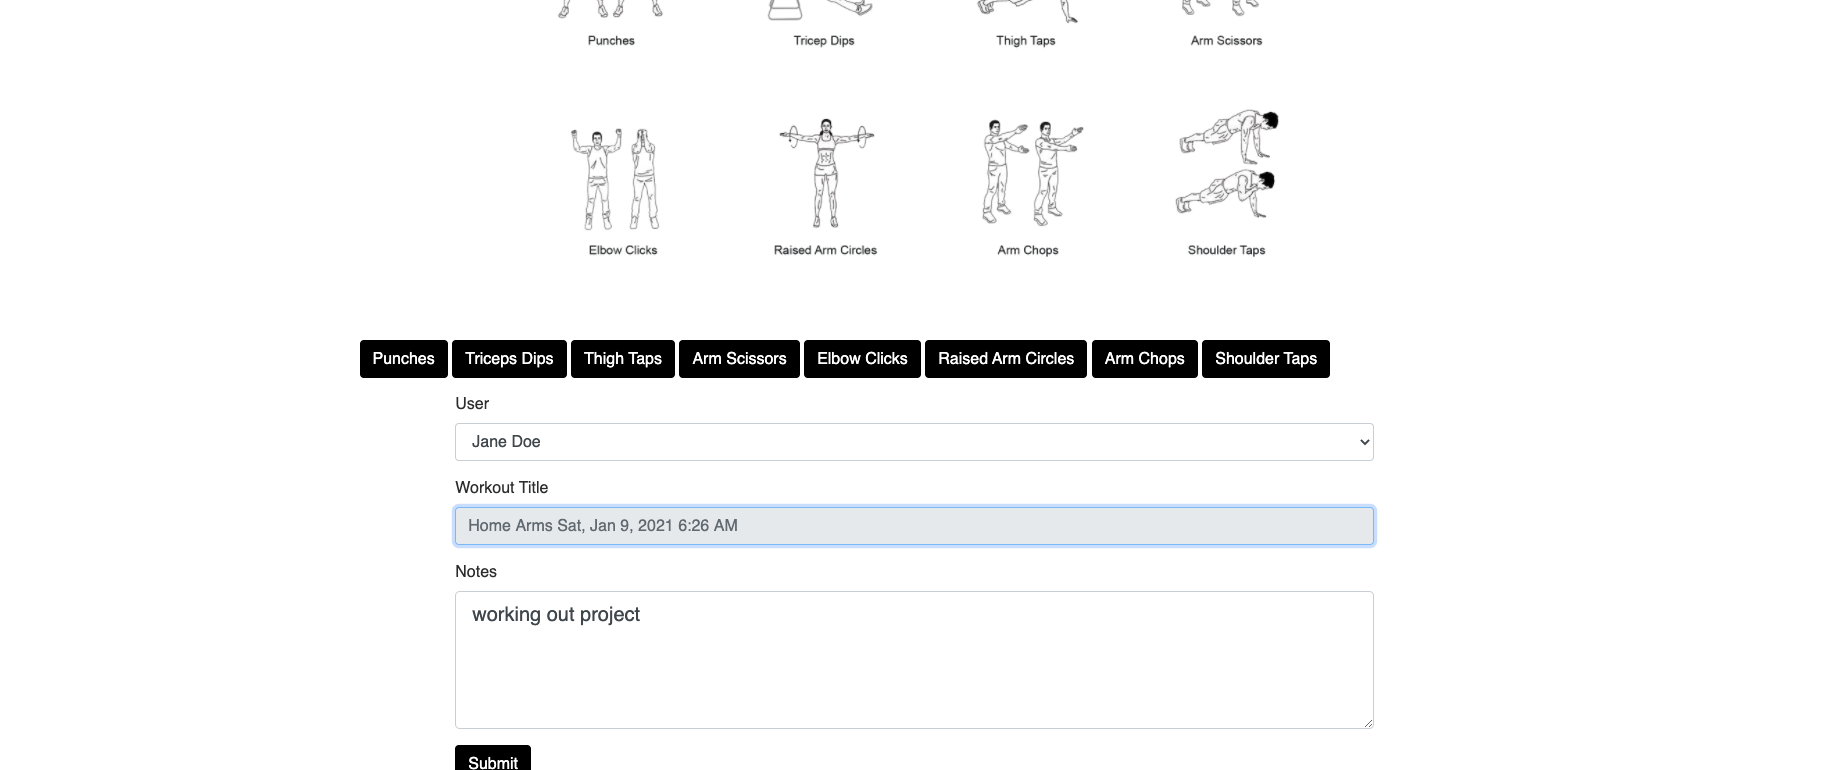 Punches Tricep Dips Thigh Taps Arm Scissors
Elbow Clicks Raised Arm Circles Arm Chops Shoulder Taps
Punches Triceps Dips Thigh Taps Arm Scissors Elbow Clicks Raised Arm Circles Arm Chops Shoulder Taps
User
Jane Doe
Workout Title
Home Arms Sat, Jan 9, 2021 6:26 AM
Notes
working out project
Submit